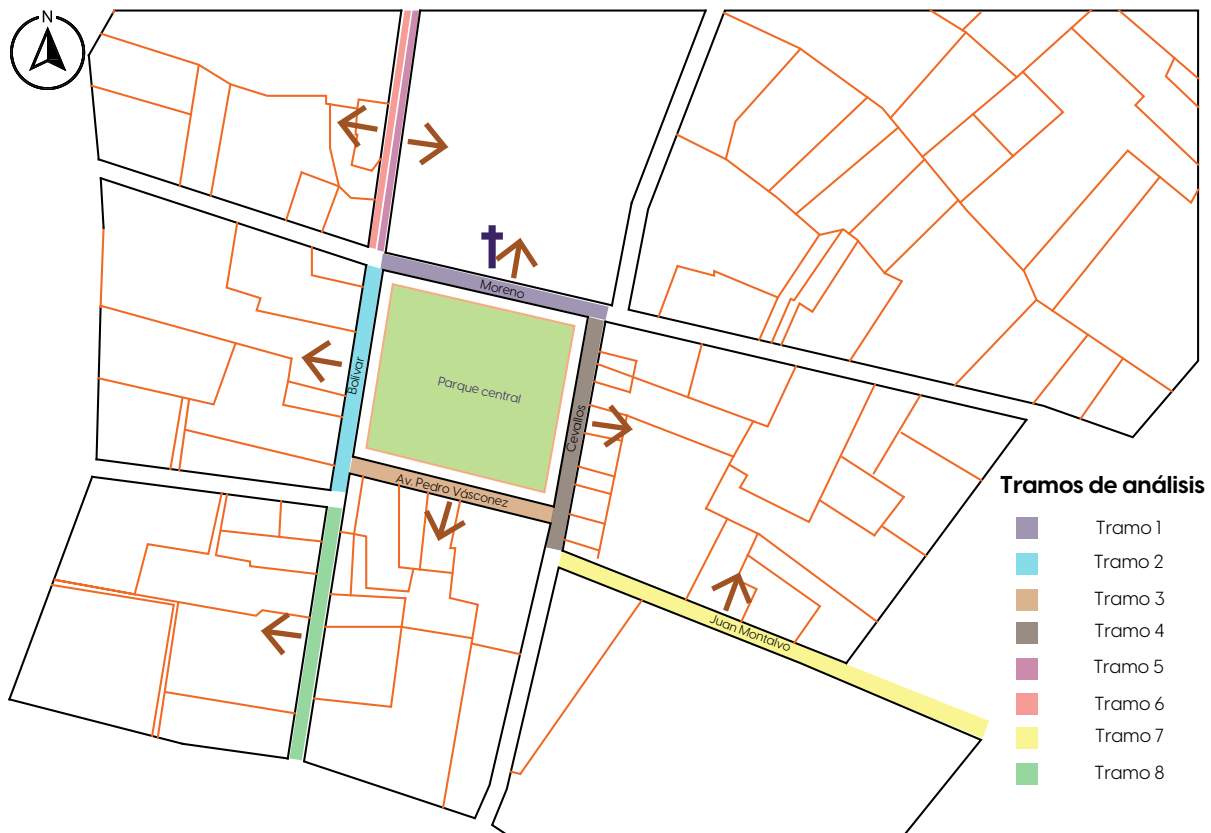 N
Moreno
Bolívar
Parque central
Cevallos
Av. Pedro Vásconez
Juan Montalvo
Tramos de análisis
Tramo 1
Tramo 2
Tramo 3
Tramo 4
Tramo 5
Tramo 6
Tramo 7
Tramo 8